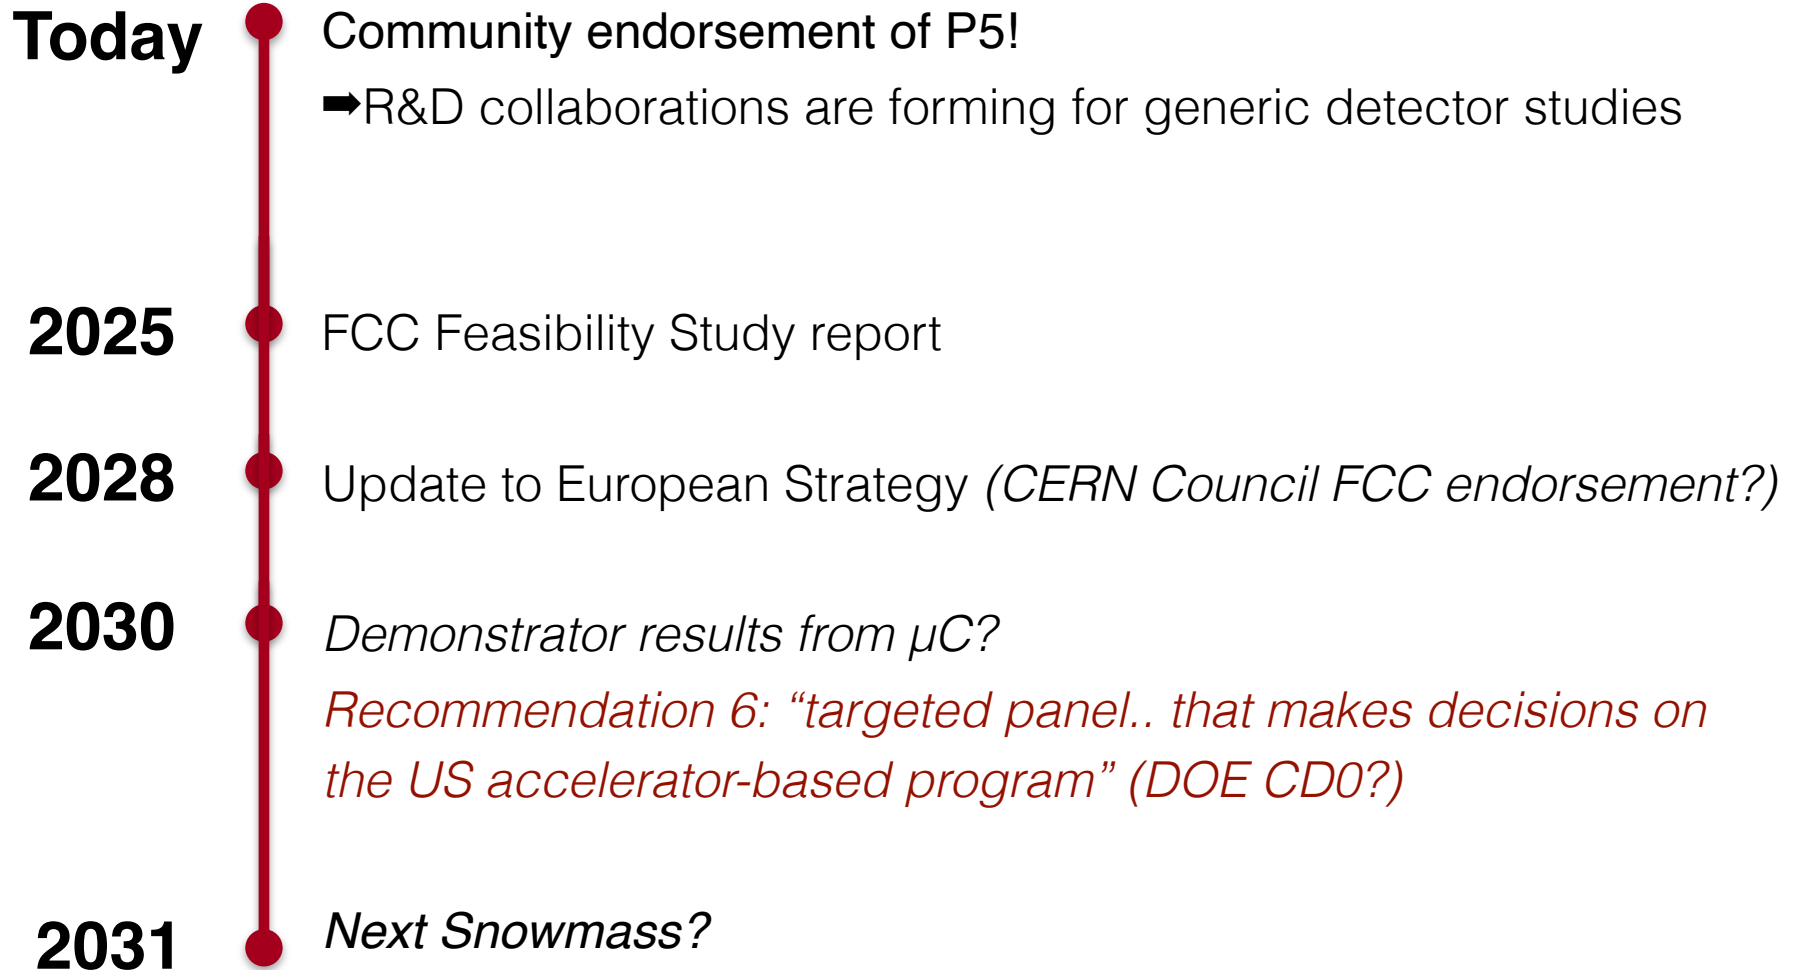 Today Community endorsement of P5!
➡R&D collaborations are forming for generic detector studies
2025 FCC Feasibility Study report
2028 Update to European Strategy (CERN Council FCC endorsement?)
2030 Demonstrator results from μC?
Recommendation 6: “targeted panel.. that makes decisions on
the US accelerator-based program” (DOE CD0?)
2031 Next Snowmass?